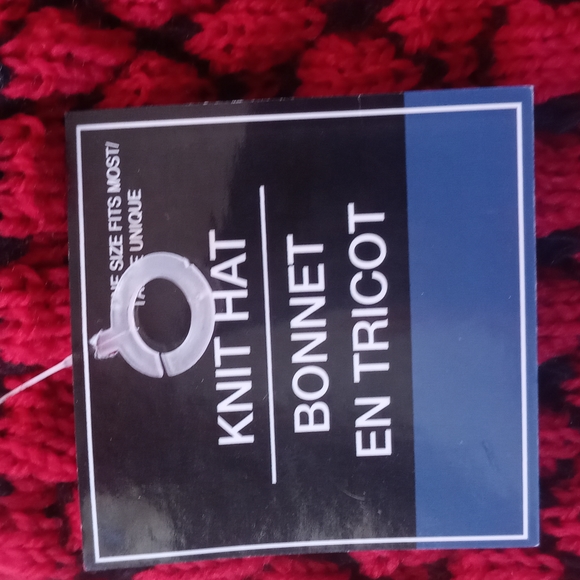 SIZE FITS MOST/
UNIQUE
KNIT HAT
BONNET
EN TRICOT